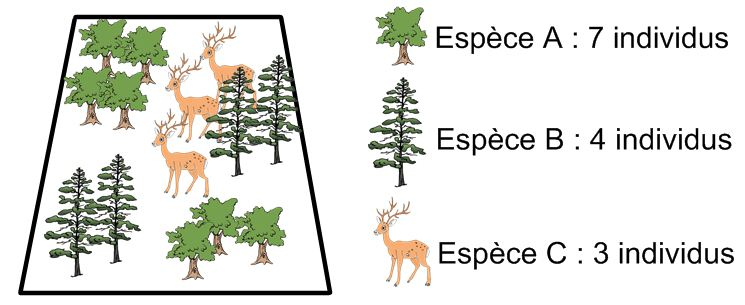 Espèce A : 7 individus
Espèce B : 4 individus
Espèce C : 3 individus